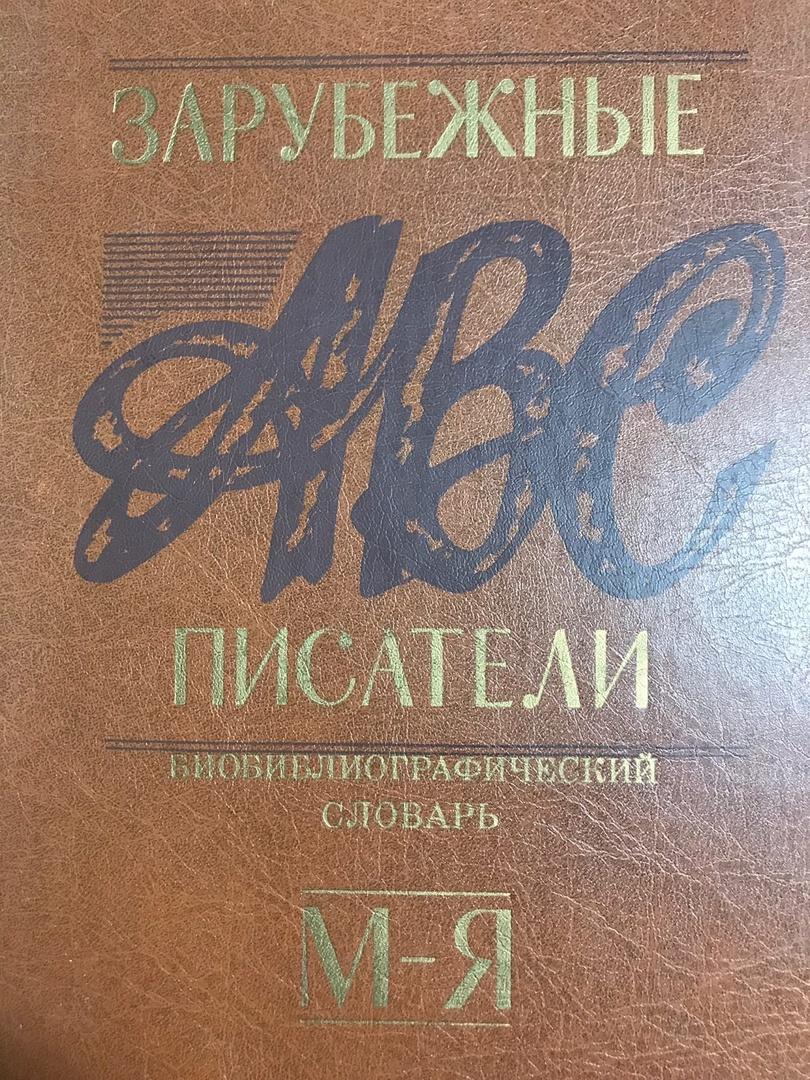 ЗАРУБЕЖНЫЕ
ABC
ПИСАТЕЛИ
БИОБИБЛИОГРАФИЧЕСКИЙ
СЛОВАРЬ
М-Я